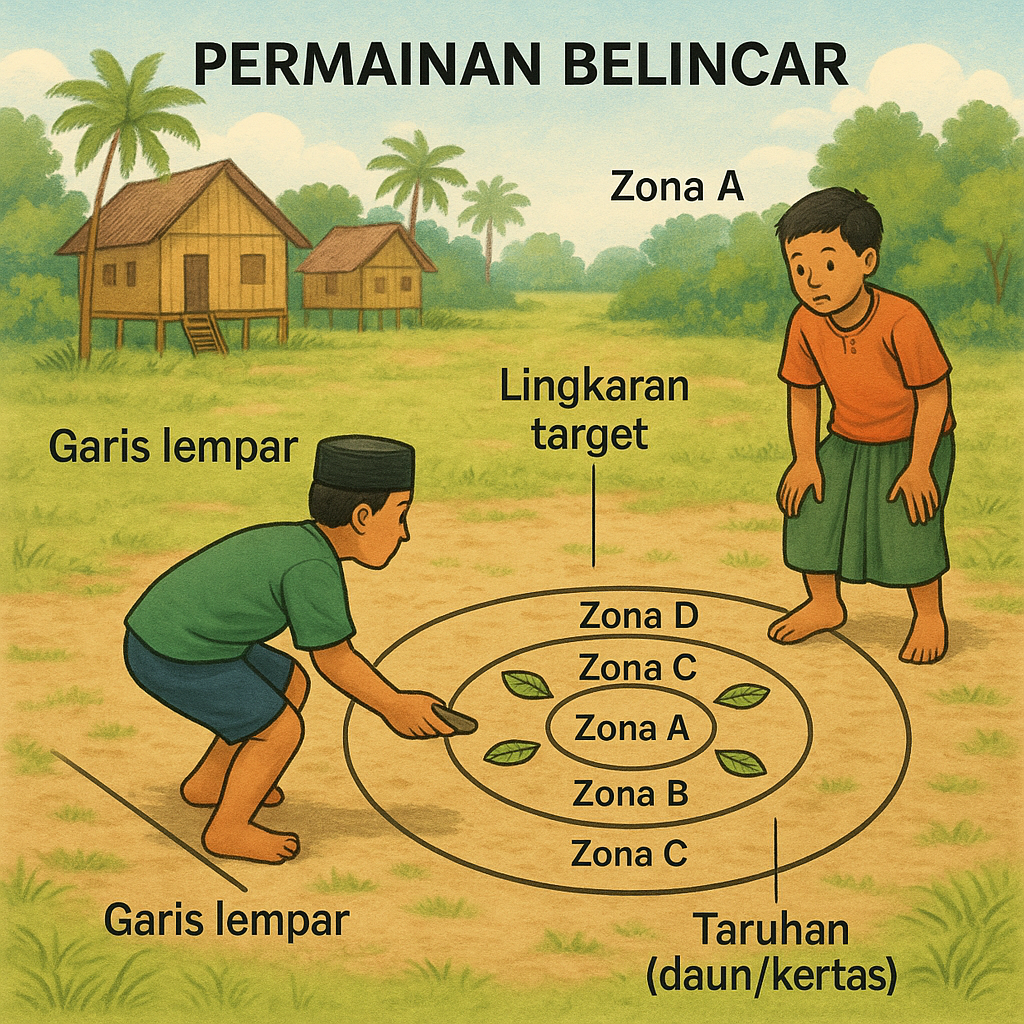 PERMAINAN BELINCAR
Zona A
Lingkaran
target
Garis lempar
Zona D
Zona C
Zona A
Zona B
Zona C
Garis lempar
Taruhan
(daun/kertas)